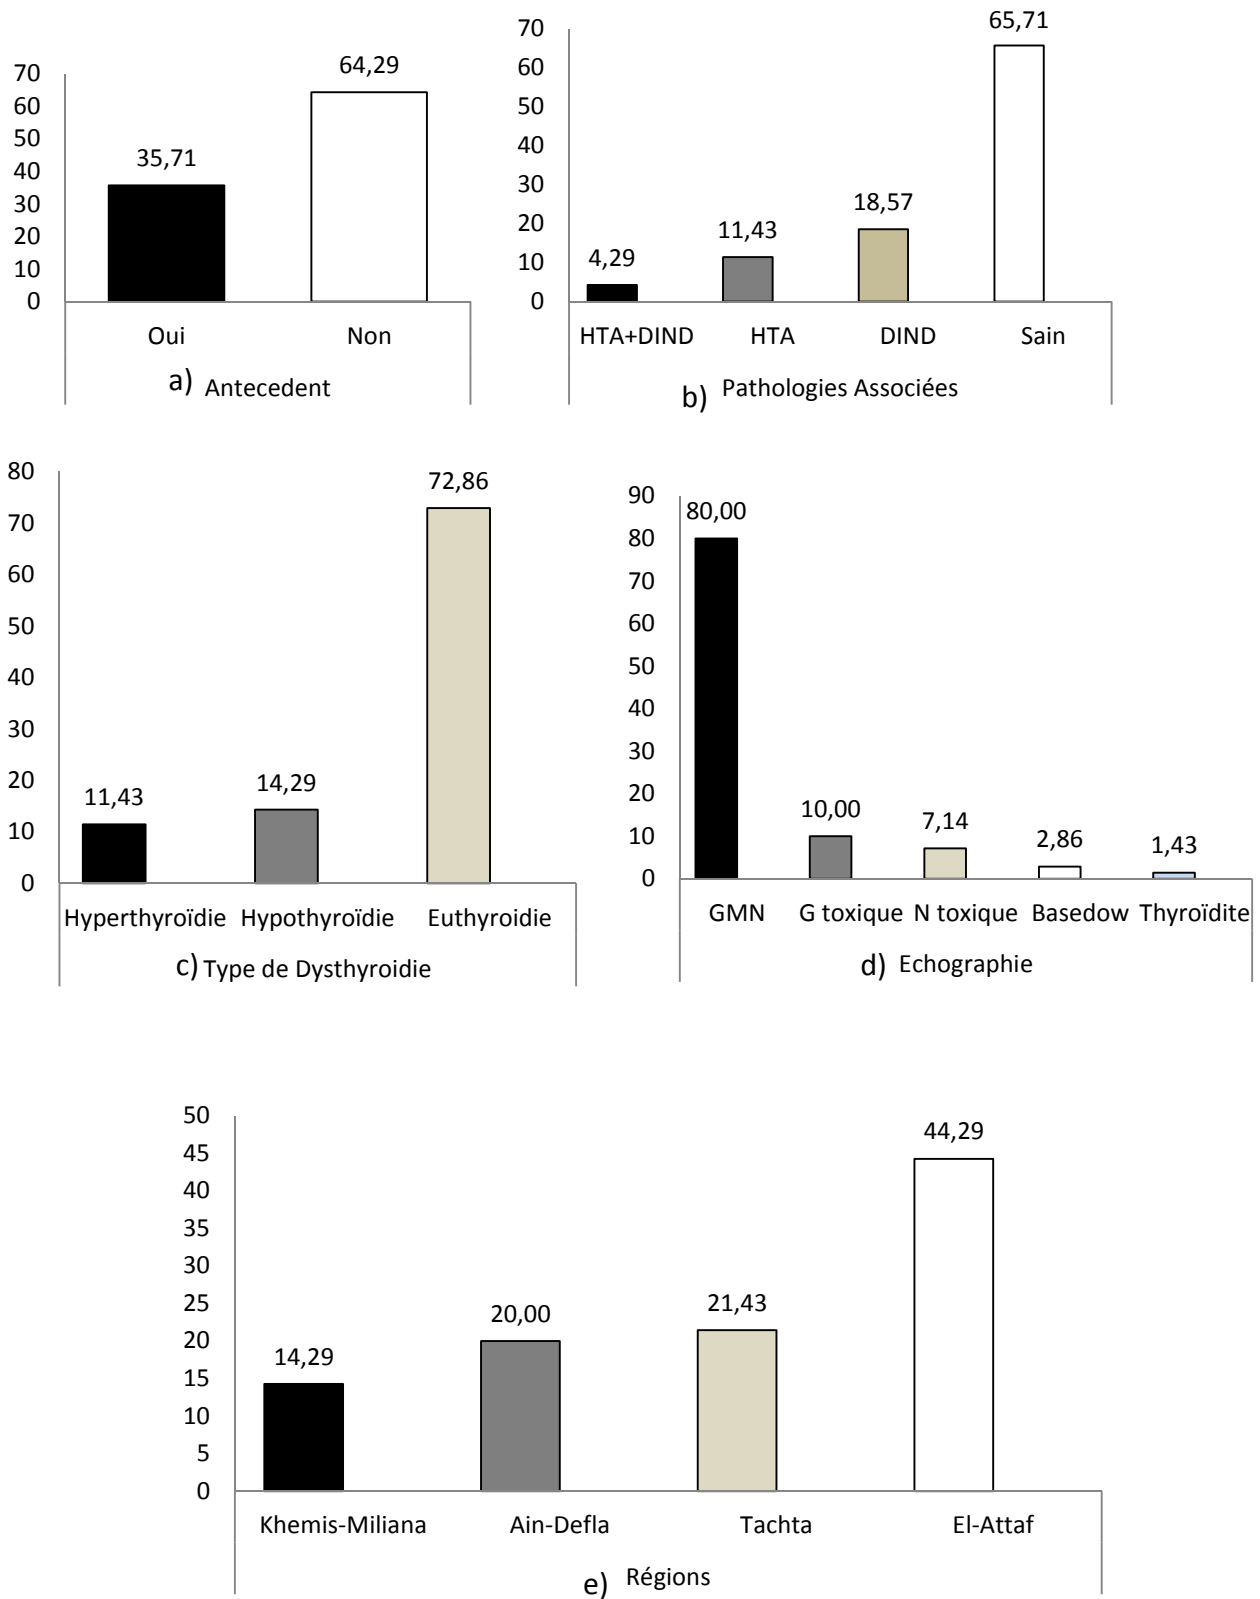 70
60
50
40
30
20
10
0
35,71
64,29
Oui
Non
a) Antecedent
70
60
50
40
30
20
10
0
4,29
11,43
18,57
65,71
HTA+DIND
HTA
DIND
Sain
b) Pathologies Associées
80
70
60
50
40
30
20
10
0
11,43
14,29
72,86
Hyperthyroïdie
Hypothyroïdie
Euthyroidie
c) Type de Dysthyroidie
90
80
70
60
50
40
30
20
10
0
80,00
10,00
7,14
2,86
1,43
GMN
G toxique
N toxique
Basedow
Thyroïdite
d) Echographie
50
45
40
35
30
25
20
15
10
5
0
14,29
20,00
21,43
44,29
Khemis-Miliana
Ain-Defla
Tachta
El-Attaf
e) Régions